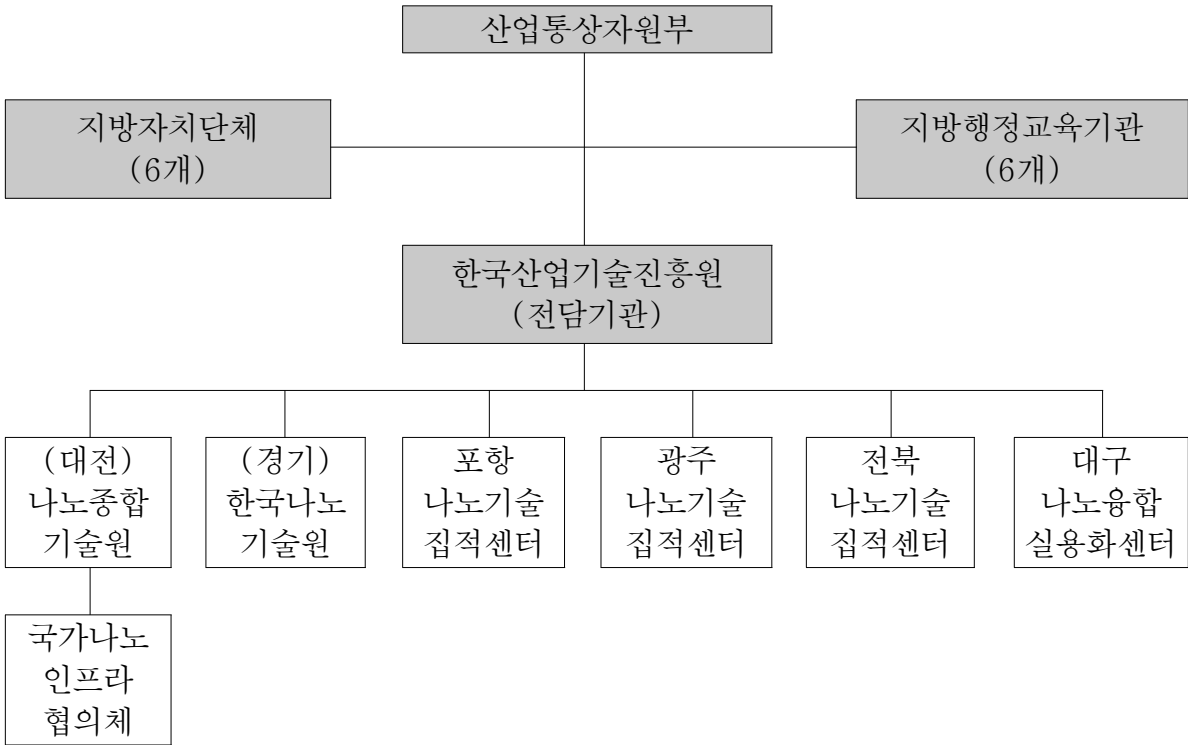 산업통상자원부
지방자치단체
(6개)
지방행정교육기관
(6개)
한국산업기술진흥원
(전담기관)
(대전)
나노종합
기술원
(경기)
한국나노
기술원
포항
나노기술
집적센터
광주
나노기술
집적센터
전북
나노기술
집적센터
대구
나노융합
실용화센터
국가나노
인프라
협의체